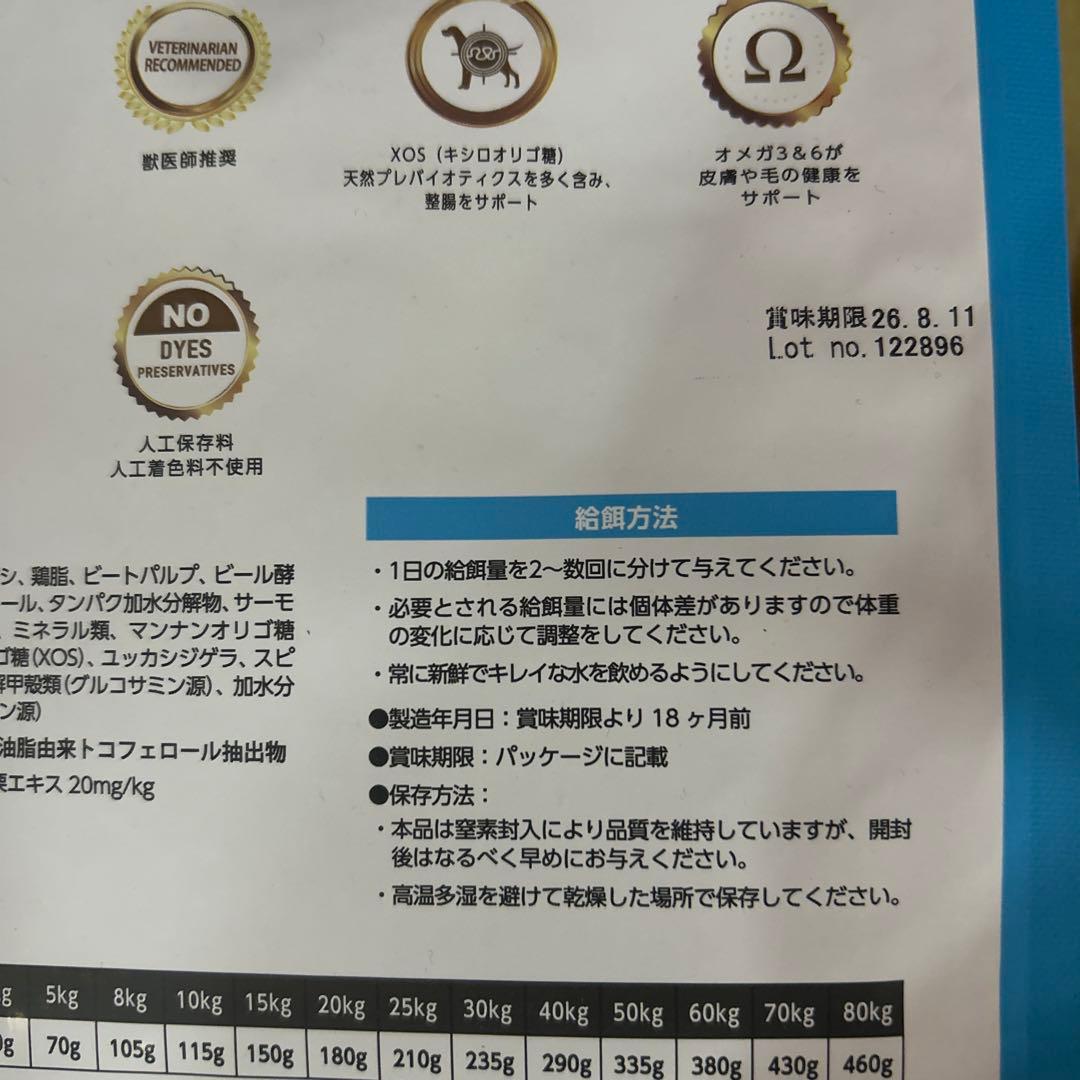 VETERINARIAN
RECOMMENDED
獣医師推奨
XOS（キシロオリゴ糖）
天然プレバイオティクスを多く含み、
整腸をサポート
Ω
オメガ3＆6が
皮膚や毛の健康を
サポート
NO
DYES
PRESERVATIVES
人工保存料
人工着色料不使用
賞味期限26. 8. 11
Lot no. 122896
シ、鶏脂、ビートパルプ、ビール酵
ール、タンパク加水分解物、サーモ
、ミネラル類、マンナンオリゴ糖
ゴ糖(XOS)、ユッカシジゲラ、スピ
解甲殻類(グルコサミン源)、加水分
ン源)
油脂由来トコフェロール抽出物
栗エキス 20mg/kg
給餌方法
・1日の給餌量を2〜数回に分けて与えてください。
・必要とされる給餌量には個体差がありますので体重
の変化に応じて調整をしてください。
・常に新鮮でキレイな水を飲めるようにしてください。
●製造年月日：賞味期限より 18 ヶ月前
●賞味期限：パッケージに記載
●保存方法：
・本品は窒素封入により品質を維持していますが、開封
後はなるべく早めにお与えください。
・高温多湿を避けて乾燥した場所で保存してください。
g 5kg 8kg 10kg 15kg 20kg 25kg 30kg 40kg 50kg 60kg 70kg 80kg
0g 70g 105g 115g 150g 180g 210g 235g 290g 335g 380g 430g 460g